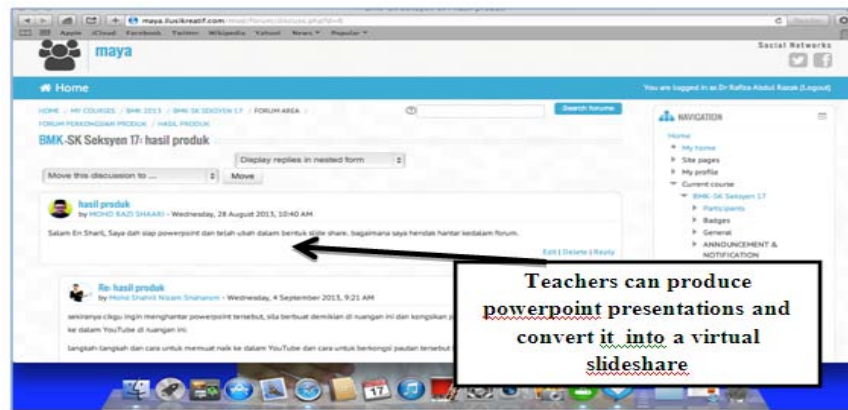 maya.ilusikreatif.com/mod/forum/discuss.php?d=6
Reader
Apple iCloud Facebook Twitter Wikipedia Yahoo! News Popular
maya
Social Networks
Home
You are logged in as Dr Rafiza Abdul Razak (Logout)
HOME / MY COURSES / BMK 2013 / BMK-SK SEKSYEN 17 / FORUM AREA /
FORUM PERKONGSIAN PRODUK / HASIL PRODUK
Search forums
BMK-SK Seksyen 17: hasil produk
Display replies in nested form
Move this discussion to ...
Move
hasil produk
by MOHD RAZI SHAARI - Wednesday, 28 August 2013, 10:40 AM
Salam En Sharil, Saya dah siap powerpoint dan telah ubah dalam bentuk slide share. bagaimana saya hendak hantar kedalam forum.
Edit | Delete | Reply
Re: hasil produk
by Mohd Shahril Nizam Shaharom - Wednesday, 4 September 2013, 9:21 AM
sekiranya cikgu ingin menghantar powerpoint tersebut, sila berbuat demikian di ruangan ini dan kongsikan
ke dalam YouTube di ruangan ini
langkah-langkah dan cara untuk memuat naik ke dalam YouTube dan cara untuk berkongsi pautan tersebut
NAVIGATION
Home
My home
Site pages
My profile
Current course
BMK-SK Seksyen 17
Participants
Badges
General
ANNOUNCEMENT &
NOTIFICATION
Teachers can produce
powerpoint presentations and
convert it into a virtual
slideshare
17